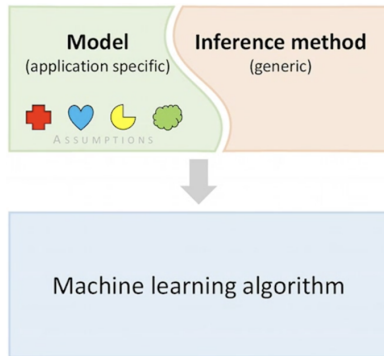 Model
(application specific)
Inference method
(generic)
ASSUMPTIONS
Machine learning algorithm